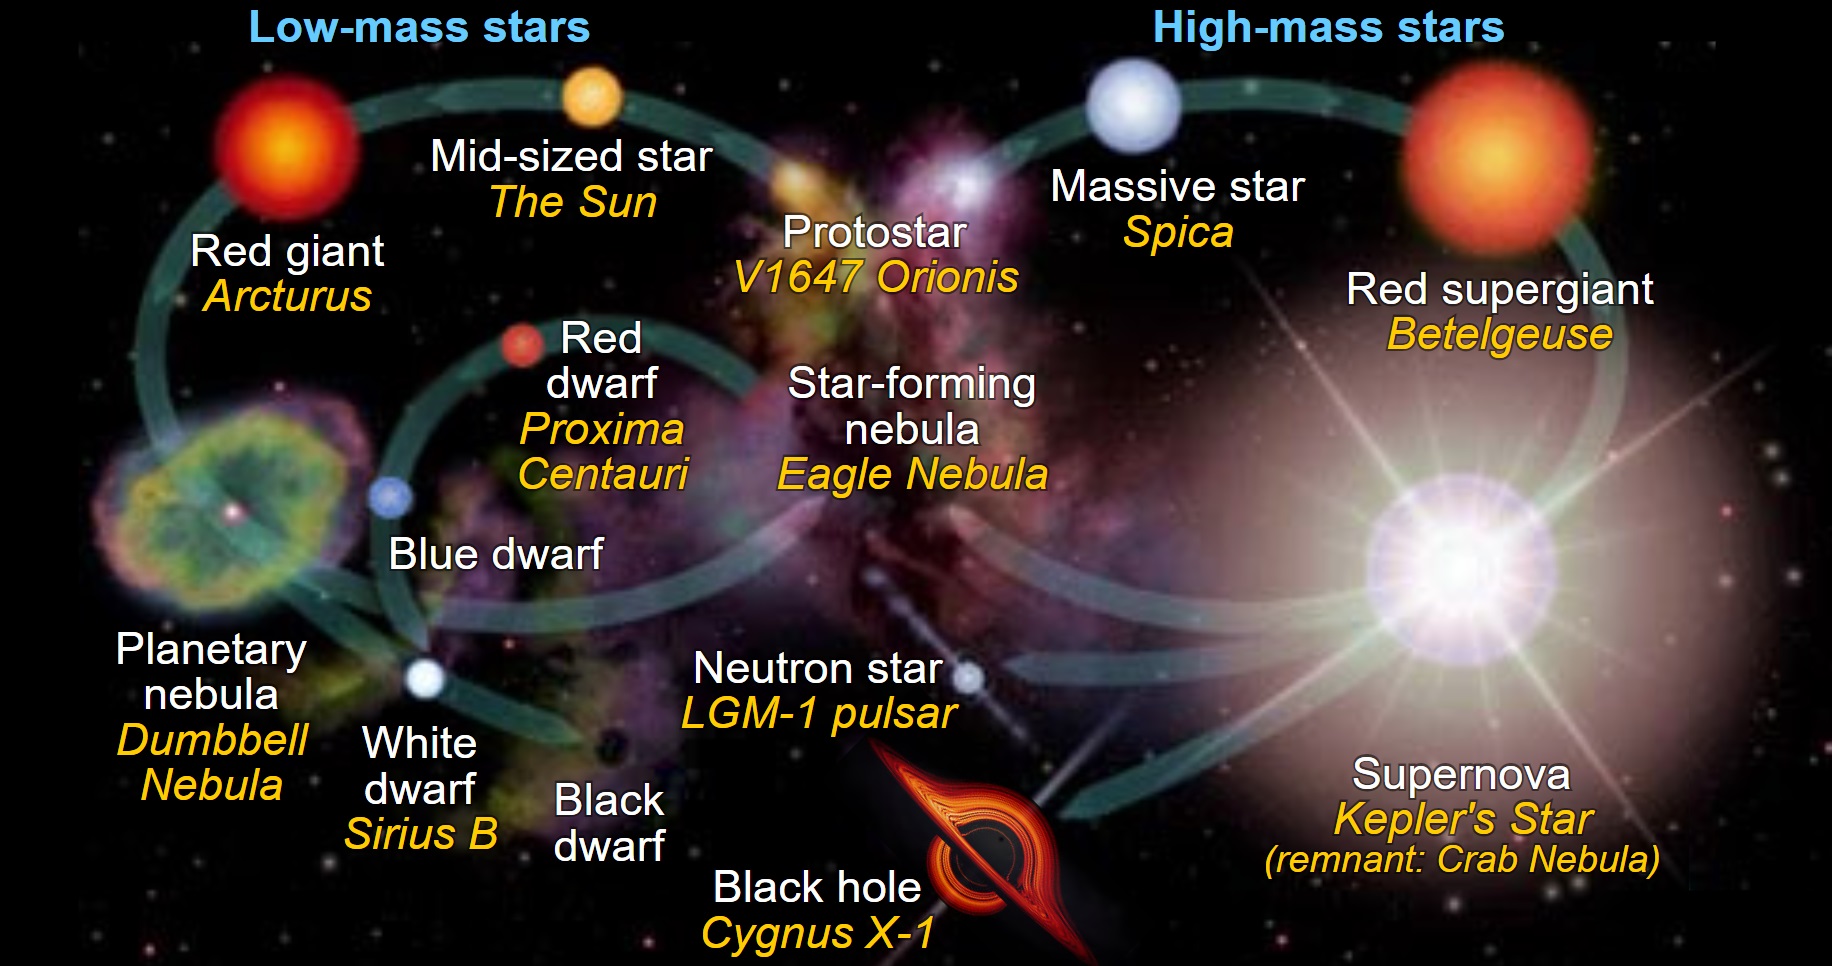 Low-mass stars
High-mass stars
Mid-sized star
The Sun
Massive star
Spica
Red giant
Arcturus
Protostar
V1647 Orionis
Red supergiant
Betelgeuse
Red
dwarf
Proxima
Centauri
Star-forming
nebula
Eagle Nebula
Blue dwarf
Planetary
nebula
Dumbbell
Nebula
White
dwarf
Sirius B
Black
dwarf
Neutron star
LGM-1 pulsar
Black hole
Cygnus X-1
Supernova
Kepler's Star
(remnant: Crab Nebula)